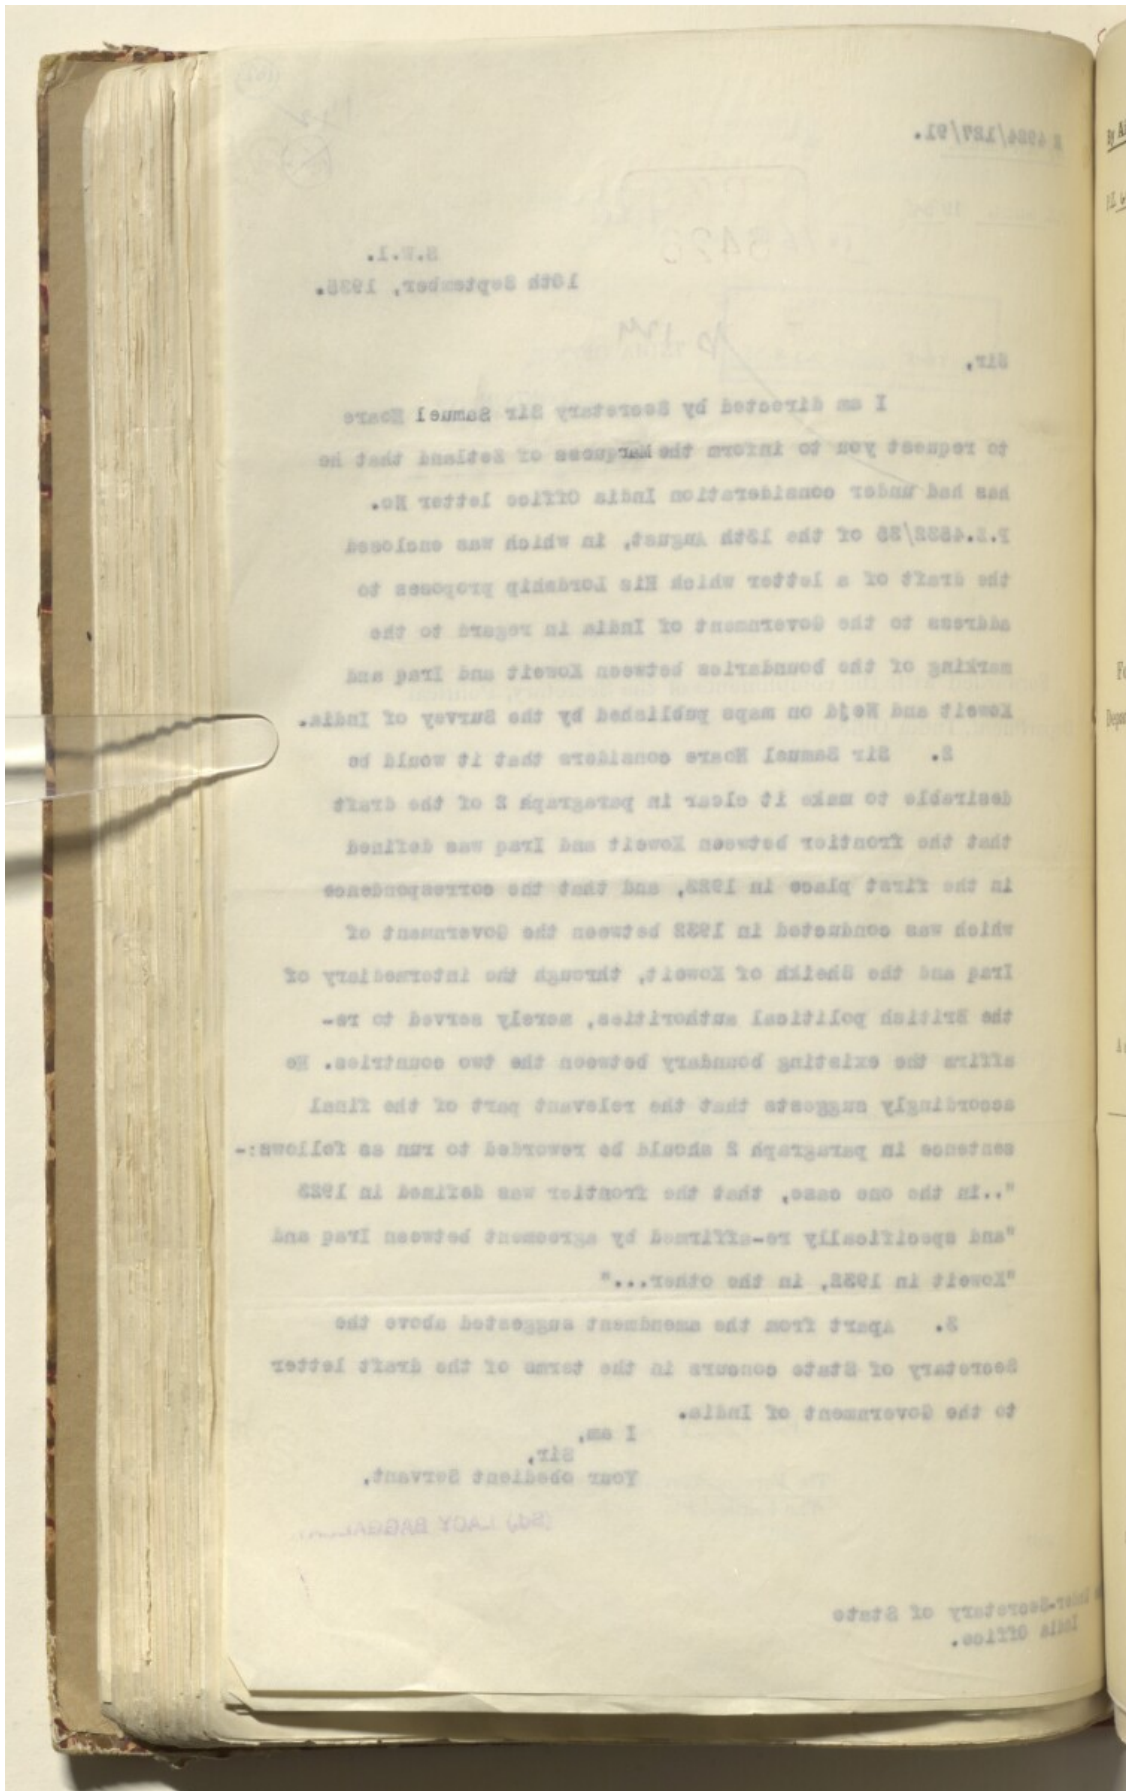 E 4924/187/91.
S.W.1.
16th September, 1935.
Sir,
I am directed by Secretary Sir Samuel Hoare
to request you to inform the Marquess of Zetland that he
has had under consideration India Office letter No.
P.Z.4532/35 of the 13th August, in which was enclosed
the draft of a letter which His Lordship proposes to
address to the Government of India in regard to the
marking of the boundaries between Koweit and Iraq and
Koweit and Nejd on maps published by the Survey of India.
2. Sir Samuel Hoare considers that it would be
desirable to make it clear in paragraph 2 of the draft
that the frontier between Koweit and Iraq was defined
in the first place in 1923, and that the correspondence
which was conducted in 1932 between the Government of
Iraq and the Sheikh of Koweit, through the intermediary of
the British political authorities, merely served to re-
affirm the existing boundary between the two countries. He
accordingly suggests that the relevant part of the final
sentence in paragraph 2 should be reworded to run as follows:-
"..in the one case, that the frontier was defined in 1923
"and specifically re-affirmed by agreement between Iraq and
"Koweit in 1932, in the other..."
3. Apart from the amendment suggested above the
Secretary of State concurs in the terms of the draft letter
to the Government of India.
I am,
Sir,
Your obedient Servant,
(Sd) LACY BAGGALLAY
Under-Secretary of State
India Office.
By Ai